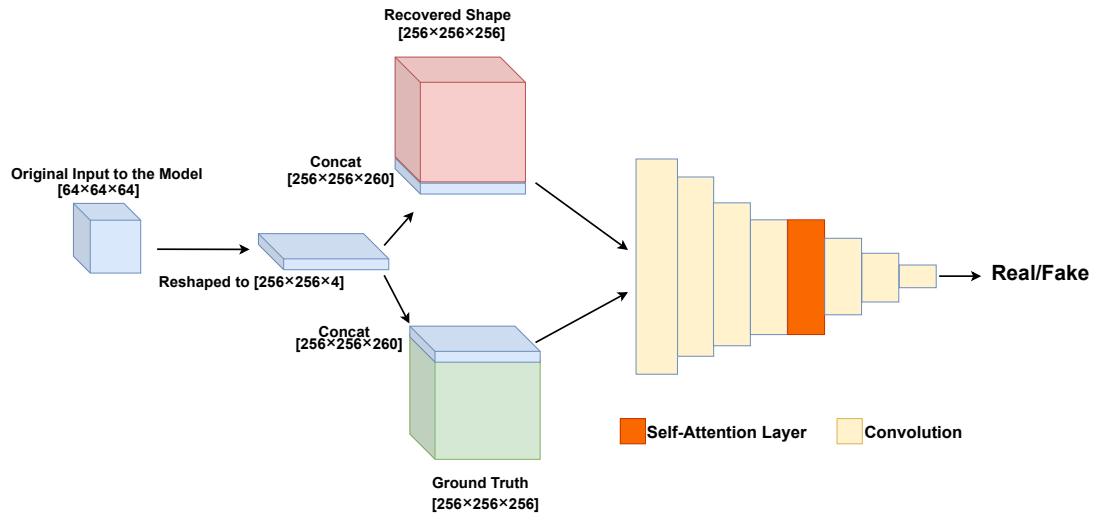 Recovered Shape
[256×256×256]
Concat
[256×256×260]
Original Input to the Model
[64×64×64]
Reshaped to [256×256×4]
Concat
[256×256×260]
Real/Fake
Self-Attention Layer
Convolution
Ground Truth
[256×256×256]